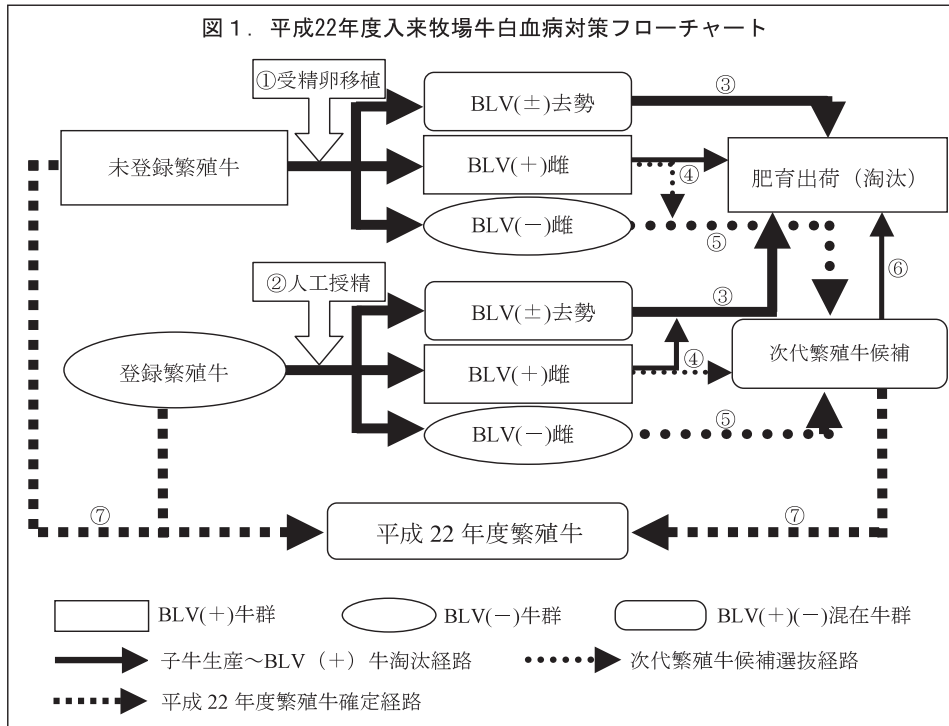 図１．平成22年度入来牧場牛白血病対策フローチャート
①受精卵移植
BLV(±)去勢
③
未登録繁殖牛
BLV(＋)雌
④
肥育出荷（淘汰）
BLV(－)雌
⑤
②人工授精
⑥
BLV(±)去勢
③
登録繁殖牛
BLV(＋)雌
④
次代繁殖牛候補
BLV(－)雌
⑤
⑦
平成 22 年度繁殖牛
⑦
BLV(＋)牛群
BLV(－)牛群
BLV(＋)(－)混在牛群
子牛生産～BLV（＋）牛淘汰経路
次代繁殖牛候補選抜経路
平成 22 年度繁殖牛確定経路